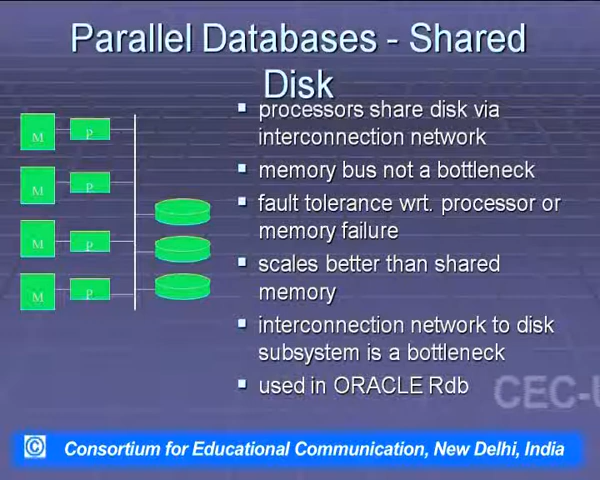 Parallel Databases - Shared
Disk
processors share disk via
interconnection network
memory bus not a bottleneck
fault tolerance wrt. processor or
memory failure
scales better than shared
memory
interconnection network to disk
subsystem is a bottleneck
used in ORACLE Rdb
M P
M P
M P
M P
CEC-U
© Consortium for Educational Communication, New Delhi, India